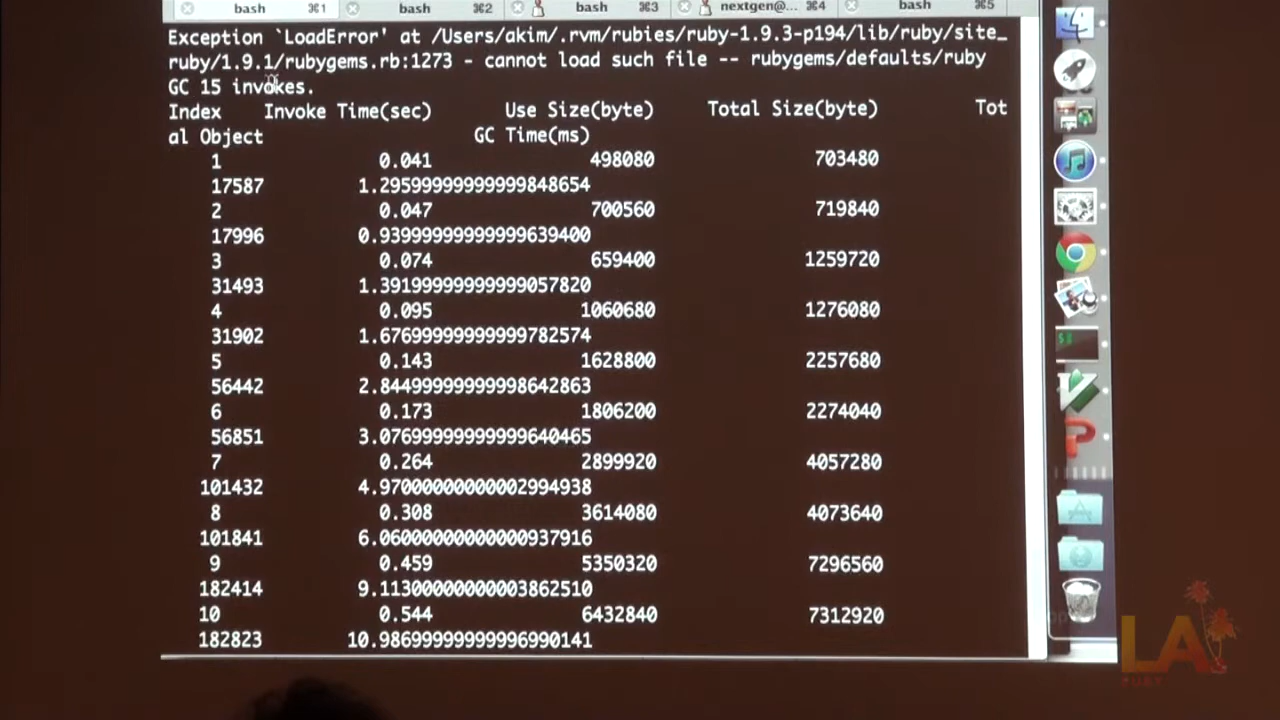 bash ⌘1 bash ⌘2 bash ⌘3 nextgen@... ⌘4 bash ⌘5
Exception `LoadError' at /Users/akim/.rvm/rubies/ruby-1.9.3-p194/lib/ruby/site_
ruby/1.9.1/rubygems.rb:1273 - cannot load such file -- rubygems/defaults/ruby
GC 15 invokes.
Index Invoke Time(sec) Use Size(byte) Total Size(byte) Tot
al Object GC Time(ms)
1 0.041 498080 703480
17587 1.29599999999999848654
2 0.047 700560 719840
17996 0.93999999999999639400
3 0.074 659400 1259720
31493 1.39199999999999057820
4 0.095 1060680 1276080
31902 1.67699999999999782574
5 0.143 1628800 2257680
56442 2.84499999999998642863
6 0.173 1806200 2274040
56851 3.07699999999999640465
7 0.264 2899920 4057280
101432 4.97000000000002994938
8 0.308 3614080 4073640
101841 6.06000000000000937916
9 0.459 5350320 7296560
182414 9.11300000000003862510
10 0.544 6432840 7312920
182823 10.98699999999996990141
LA
RUBY